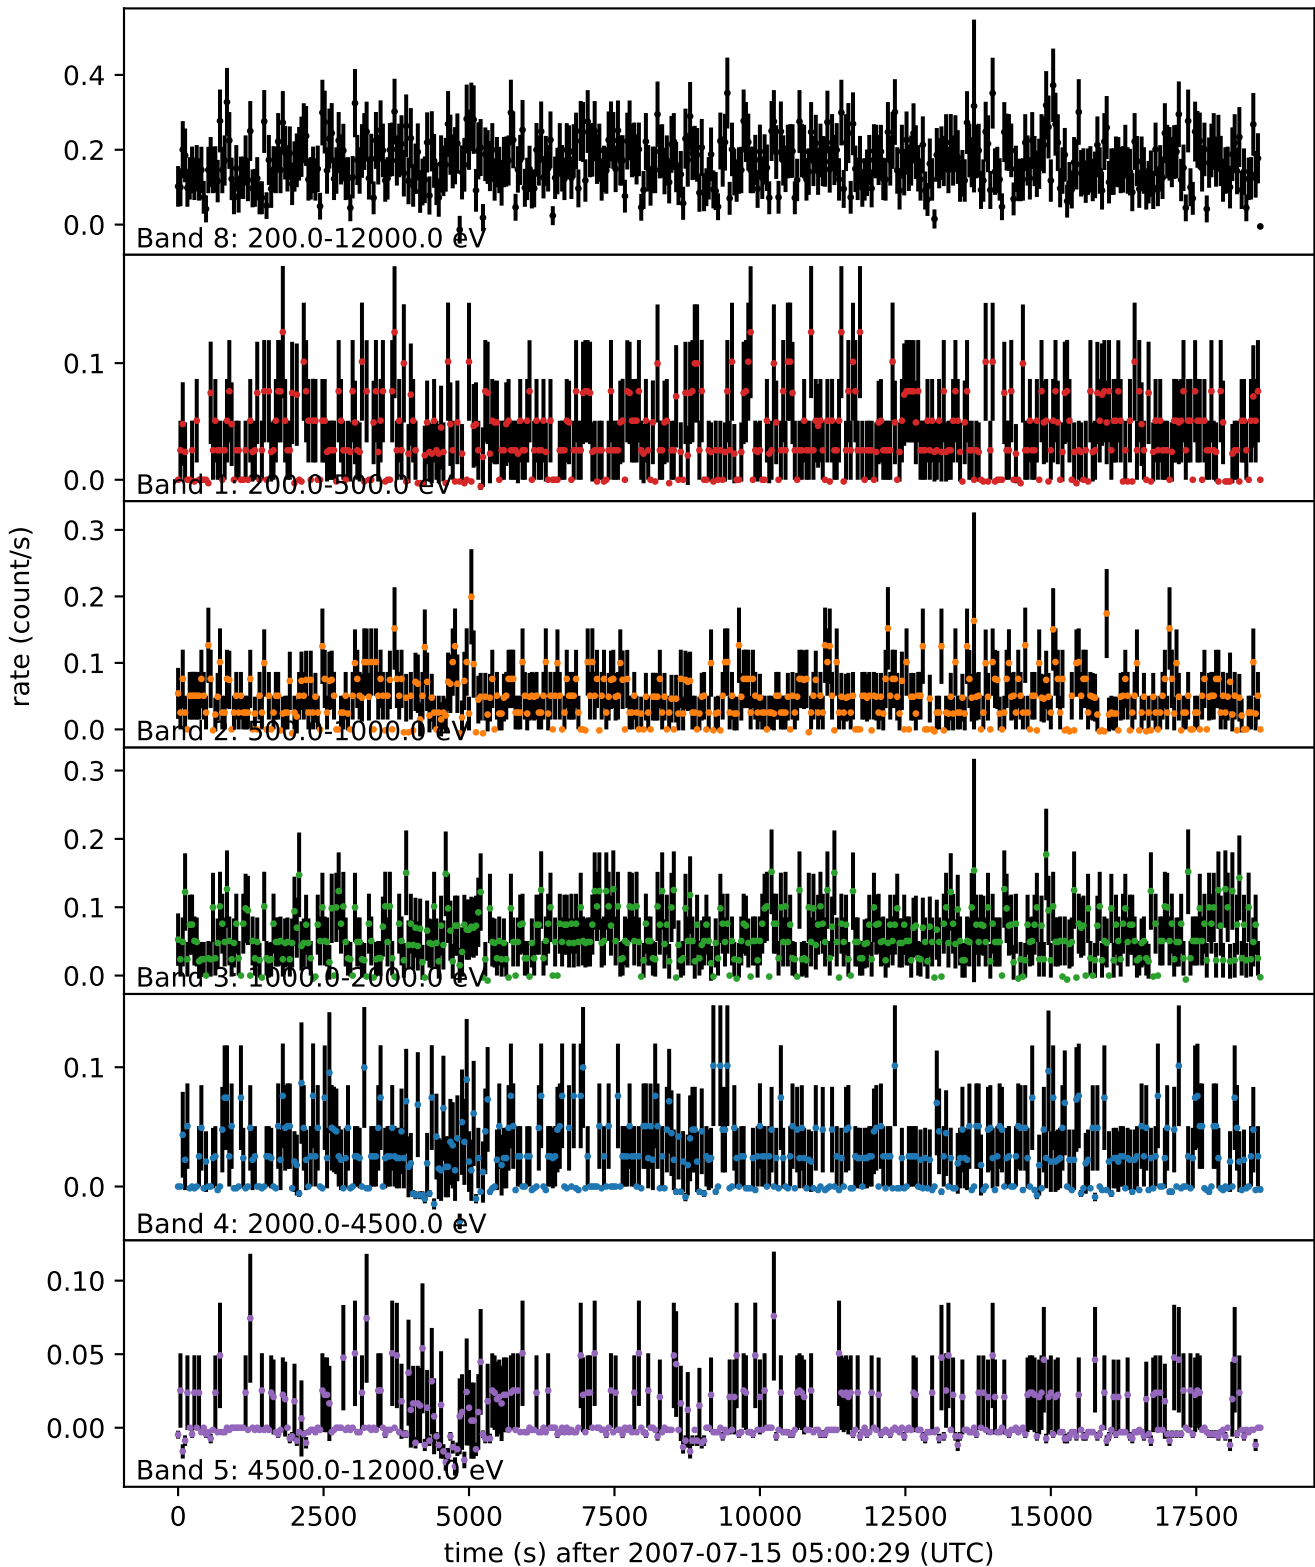 0.4
0.2
0.0
Band 8: 200.0-12000.0 eV
0.1
0.0
Band 1: 200.0-500.0 eV
0.3
0.2
0.1
0.0
Band 2: 500.0-1000.0 eV
rate (count/s)
0.3
0.2
0.1
0.0
Band 3: 1000.0-2000.0 eV
0.1
0.0
Band 4: 2000.0-4500.0 eV
0.10
0.05
0.00
Band 5: 4500.0-12000.0 eV
0 2500 5000 7500 10000 12500 15000 17500
time (s) after 2007-07-15 05:00:29 (UTC)